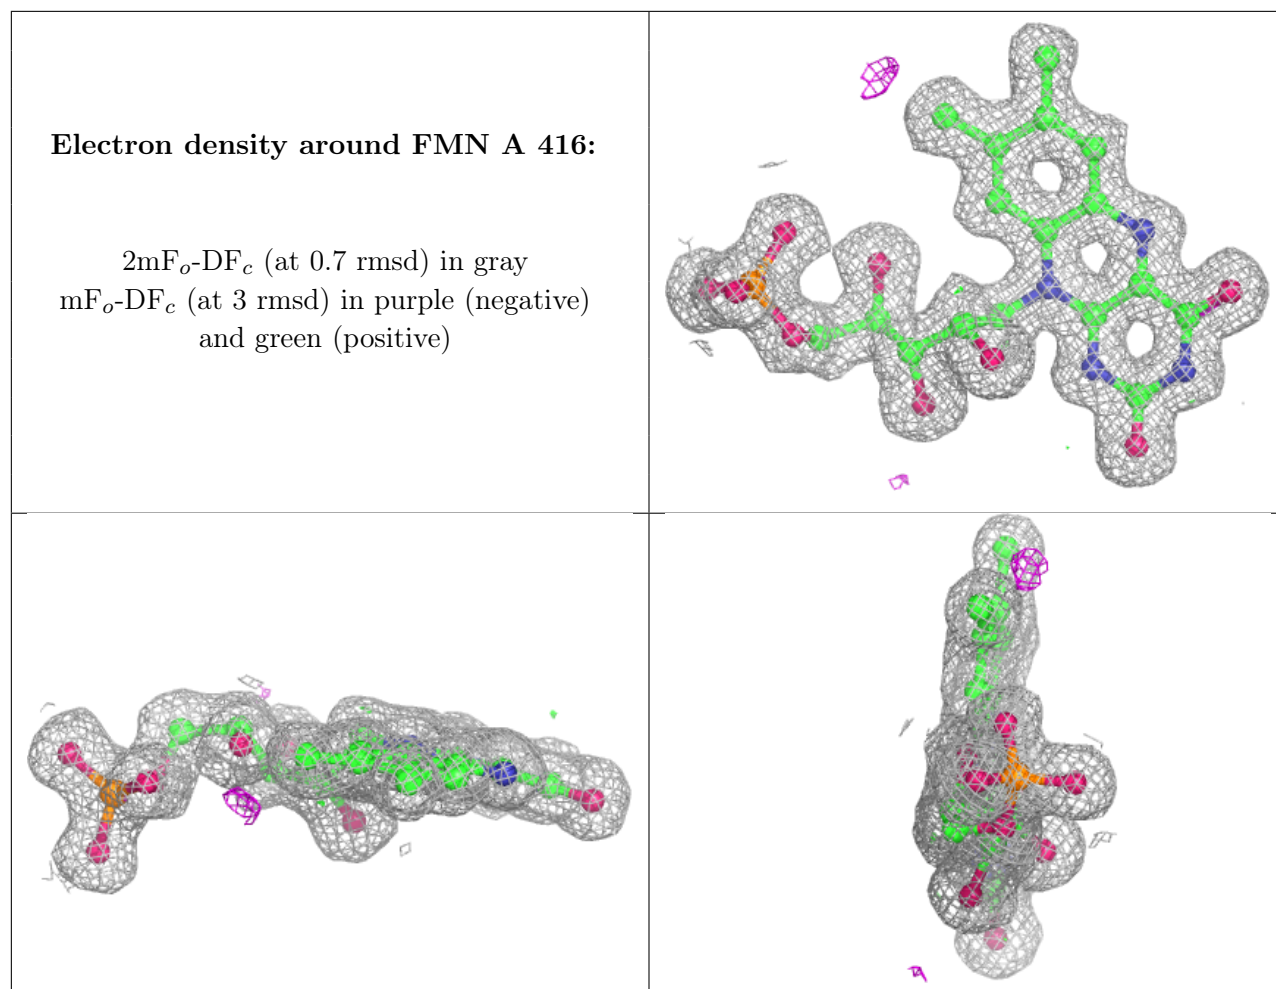 Electron density around FMN A 416:
2mFo-DFc (at 0.7 rmsd) in gray
mFo-DFc (at 3 rmsd) in purple (negative)
and green (positive)